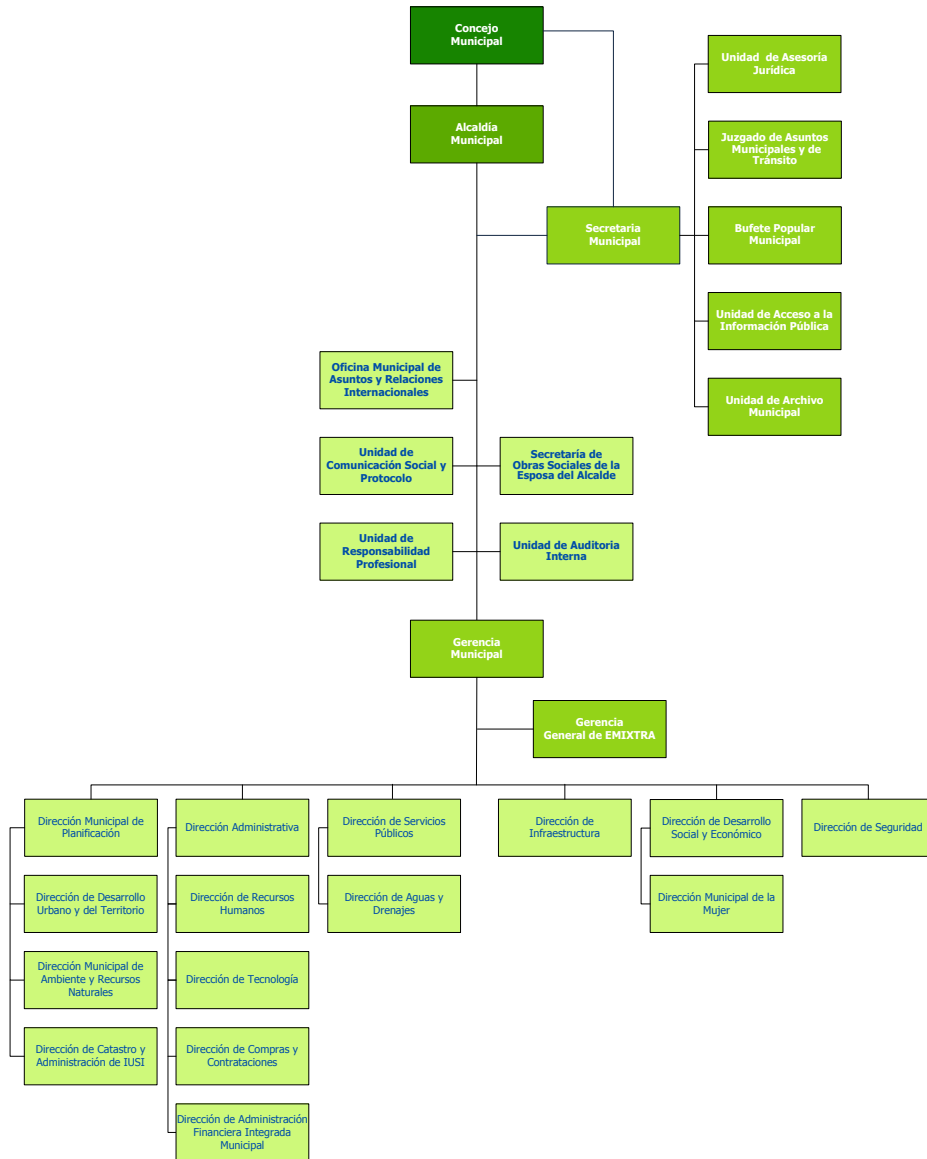 Concejo
Municipal
Alcaldía
Municipal
Secretaria
Municipal
Unidad de Asesoría
Jurídica
Juzgado de Asuntos
Municipales y de
Tránsito
Bufete Popular
Municipal
Unidad de Acceso a la
Información Pública
Unidad de Archivo
Municipal
Oficina Municipal de
Asuntos y Relaciones
Internacionales
Unidad de
Comunicación Social y
Protocolo
Secretaría de
Obras Sociales de la
Esposa del Alcalde
Unidad de
Responsabilidad
Profesional
Unidad de Auditoria
Interna
Gerencia
Municipal
Gerencia
General de EMIXTRA
Dirección Municipal de
Planificación
Dirección de Desarrollo
Urbano y del Territorio
Dirección Municipal de
Ambiente y Recursos
Naturales
Dirección de Catastro y
Administración de IUSI
Dirección Administrativa
Dirección de Recursos
Humanos
Dirección de Tecnología
Dirección de Compras y
Contrataciones
Dirección de Administración
Financiera Integrada
Municipal
Dirección de Servicios
Públicos
Dirección de Aguas y
Drenajes
Dirección de
Infraestructura
Dirección de Desarrollo
Social y Económico
Dirección Municipal de la
Mujer
Dirección de Seguridad